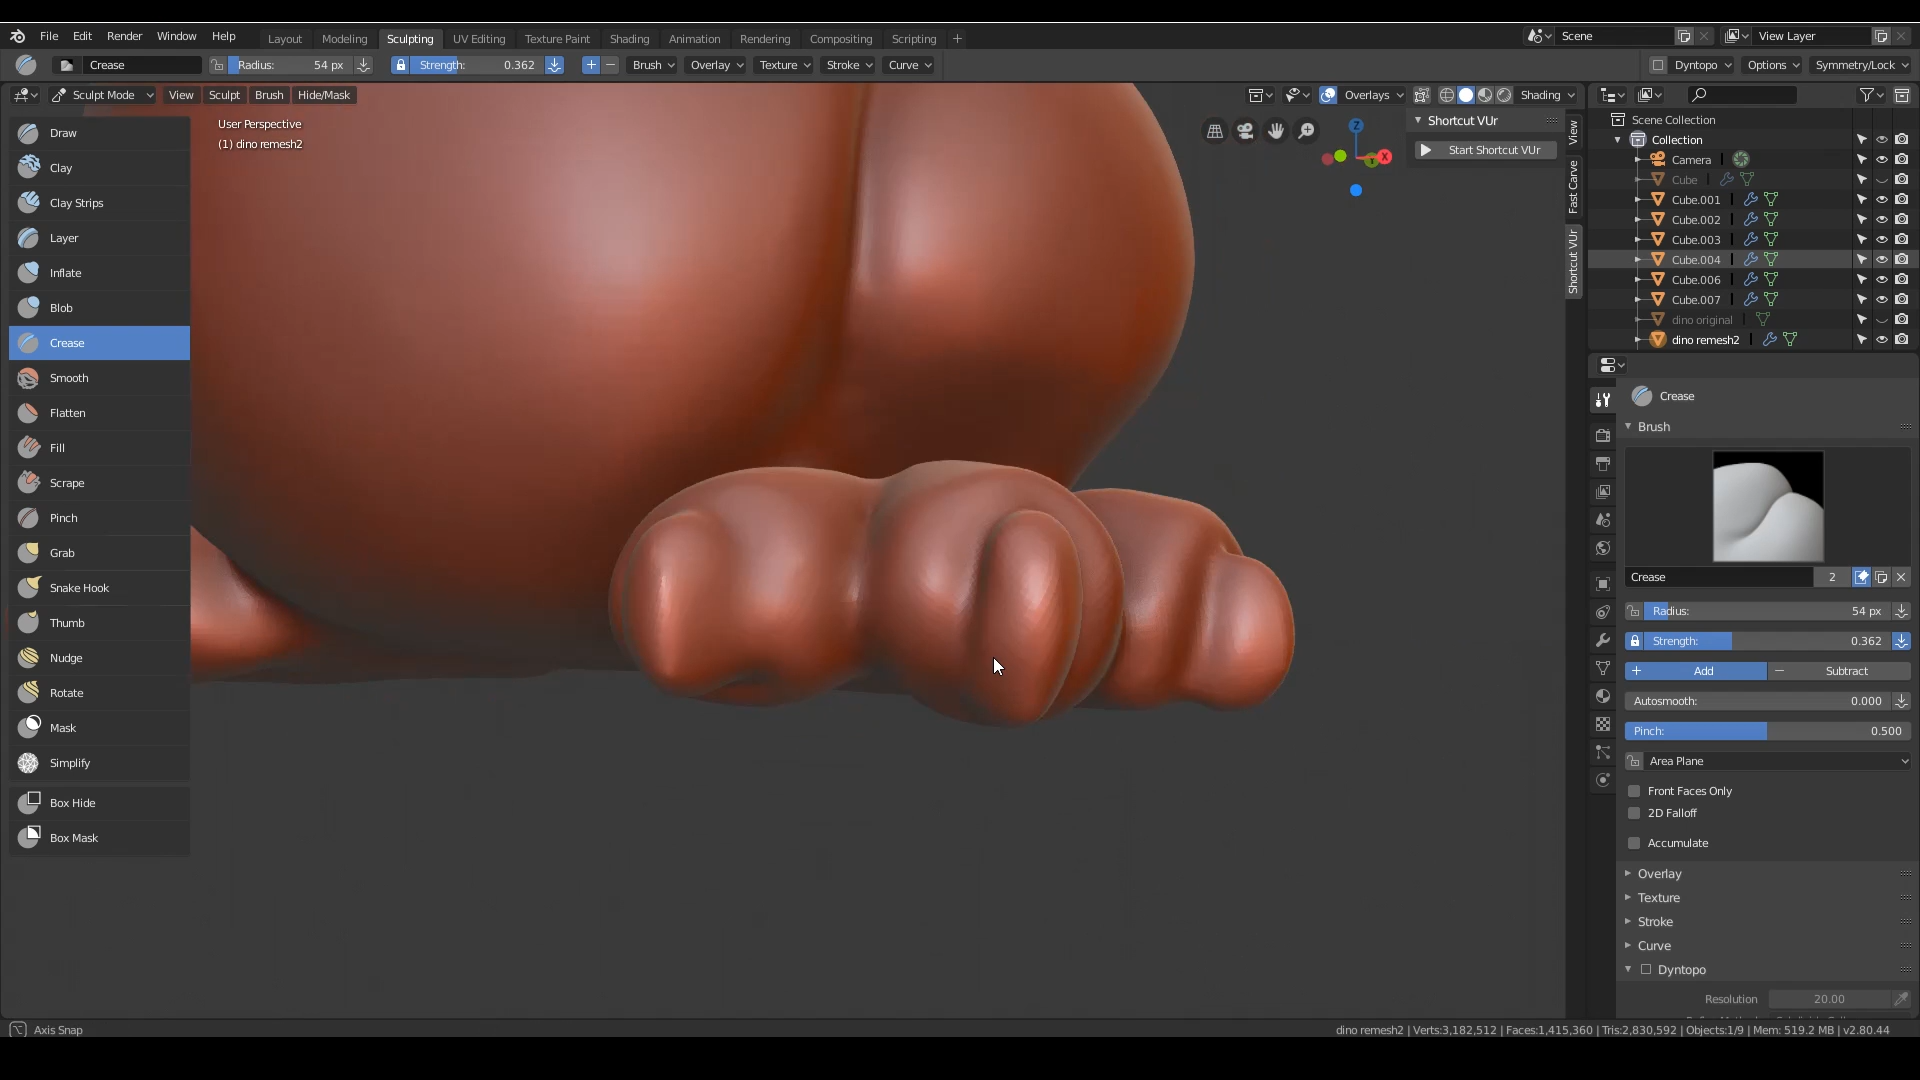 File Edit Render Window Help Layout Modeling Sculpting UV Editing Texture Paint Shading Animation Rendering Compositing Scripting + Scene View Layer
Crease Radius: 54 px Strength: 0.362 + − Brush Overlay Texture Stroke Curve Dyntopo Options Symmetry/Lock
Sculpt Mode View Sculpt Brush Hide/Mask Overlays Shading
User Perspective
(1) dino remesh2
Draw
Clay
Clay Strips
Layer
Inflate
Blob
Crease
Smooth
Flatten
Fill
Scrape
Pinch
Grab
Snake Hook
Thumb
Nudge
Rotate
Mask
Simplify
Box Hide
Box Mask
Z
X
Shortcut VUr
Start Shortcut VUr
View
Fast Carve
Shortcut VUr
Scene Collection
Collection
Camera
Cube
Cube.001
Cube.002
Cube.003
Cube.004
Cube.006
Cube.007
dino original
dino remesh2
Crease
Brush
Crease 2
Radius: 54 px
Strength: 0.362
+ Add − Subtract
Autosmooth: 0.000
Pinch: 0.500
Area Plane
Front Faces Only
2D Falloff
Accumulate
Overlay
Texture
Stroke
Curve
Dyntopo
Resolution 20.00
Axis Snap
dino remesh2 | Verts:3,182,512 | Faces:1,415,360 | Tris:2,830,592 | Objects:1/9 | Mem: 519.2 MB | v2.80.44